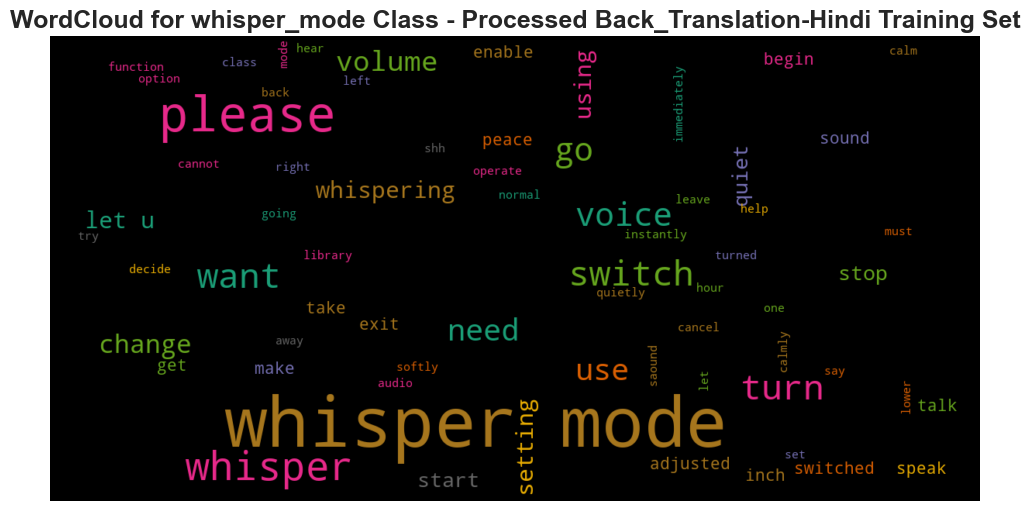 WordCloud for whisper_mode Class - Processed Back_Translation-Hindi Training Set
function
option
class
mode
hear
volume
left
back
enable
using
immediately
begin
calm
please
shh
peace
go
quiet
sound
cannot
right
operate
whispering
normal
leave
help
let u
try
going
voice
instantly
must
decide
library
want
switch
turned
stop
quietly
hour
take
exit
one
change
away
need
cancel
get
make
softly
audio
use
saound
let
calmly
say
turn
lower
talk
whisper mode
setting
whisper
start
adjusted
inch
set
switched
speak